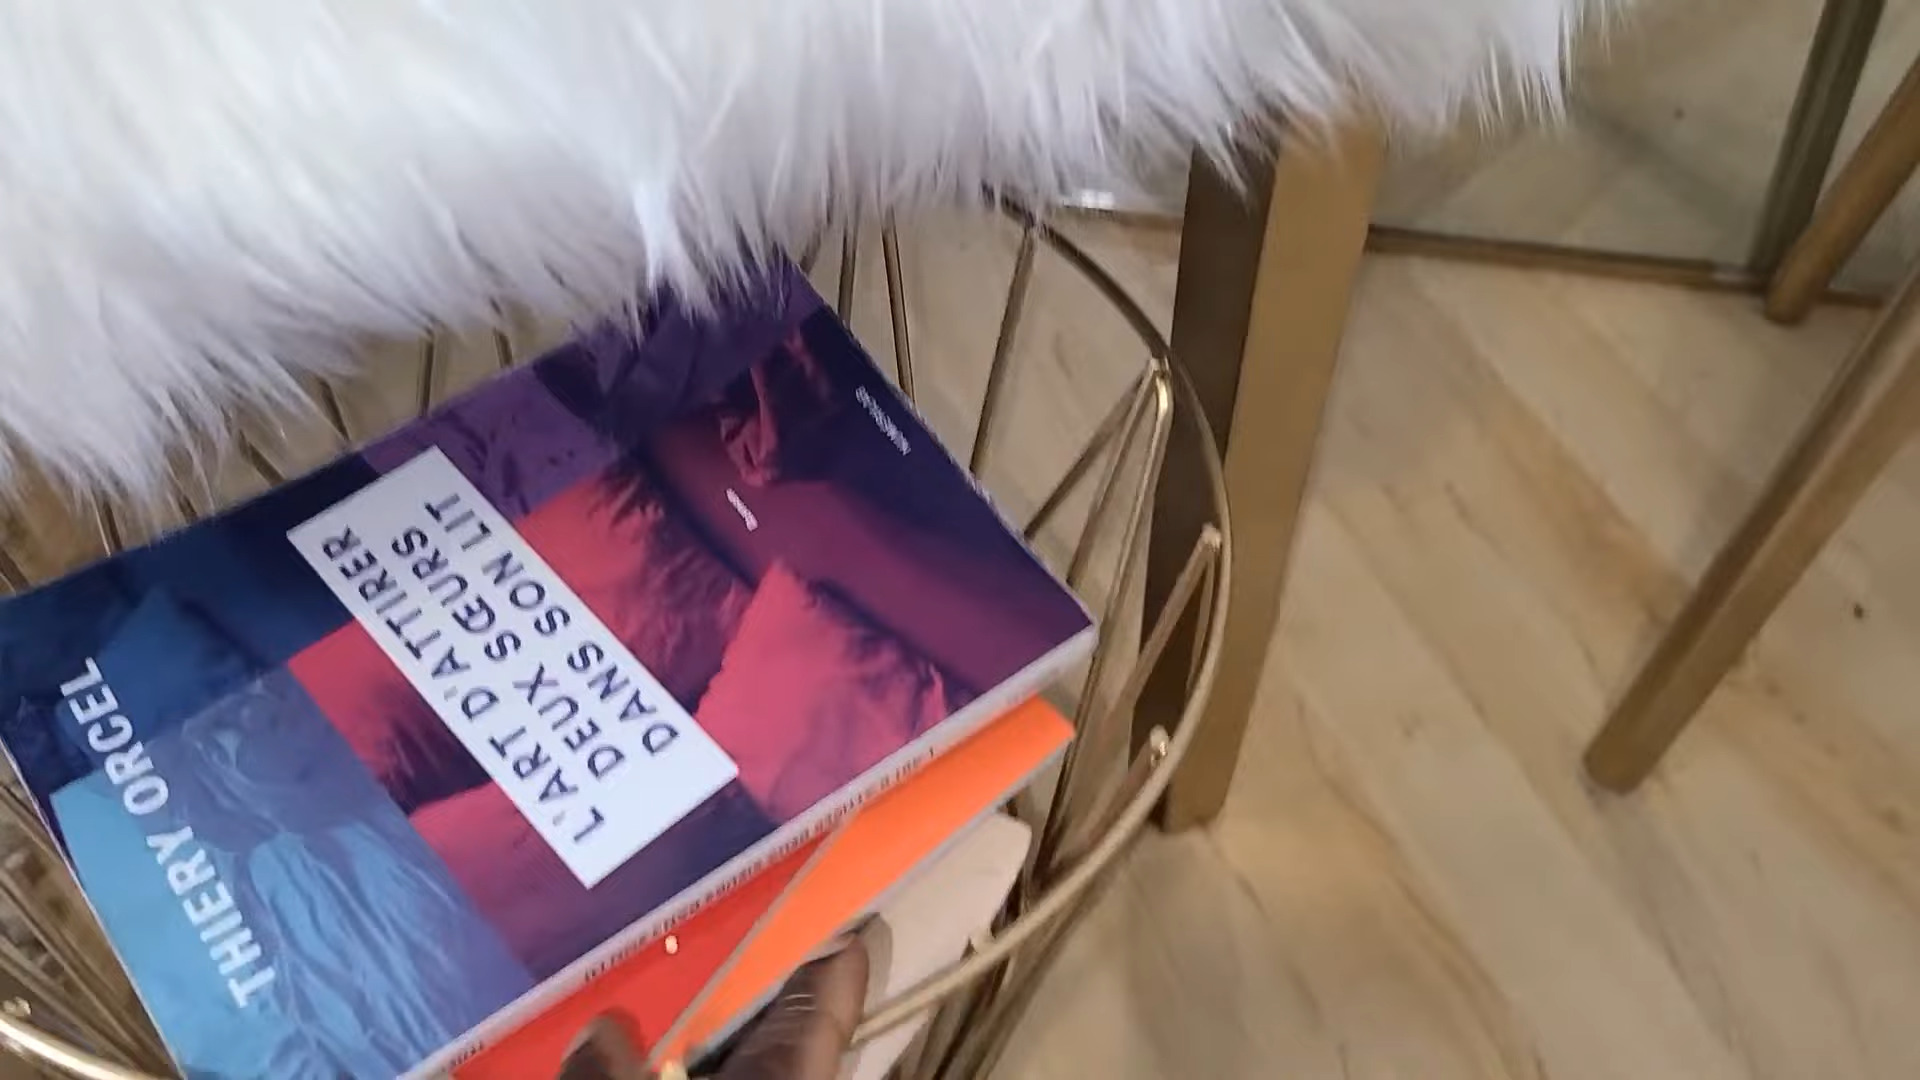 THIERY ORCEL
L'ART D'ATTIRER
DEUX SŒURS
DANS SON LIT